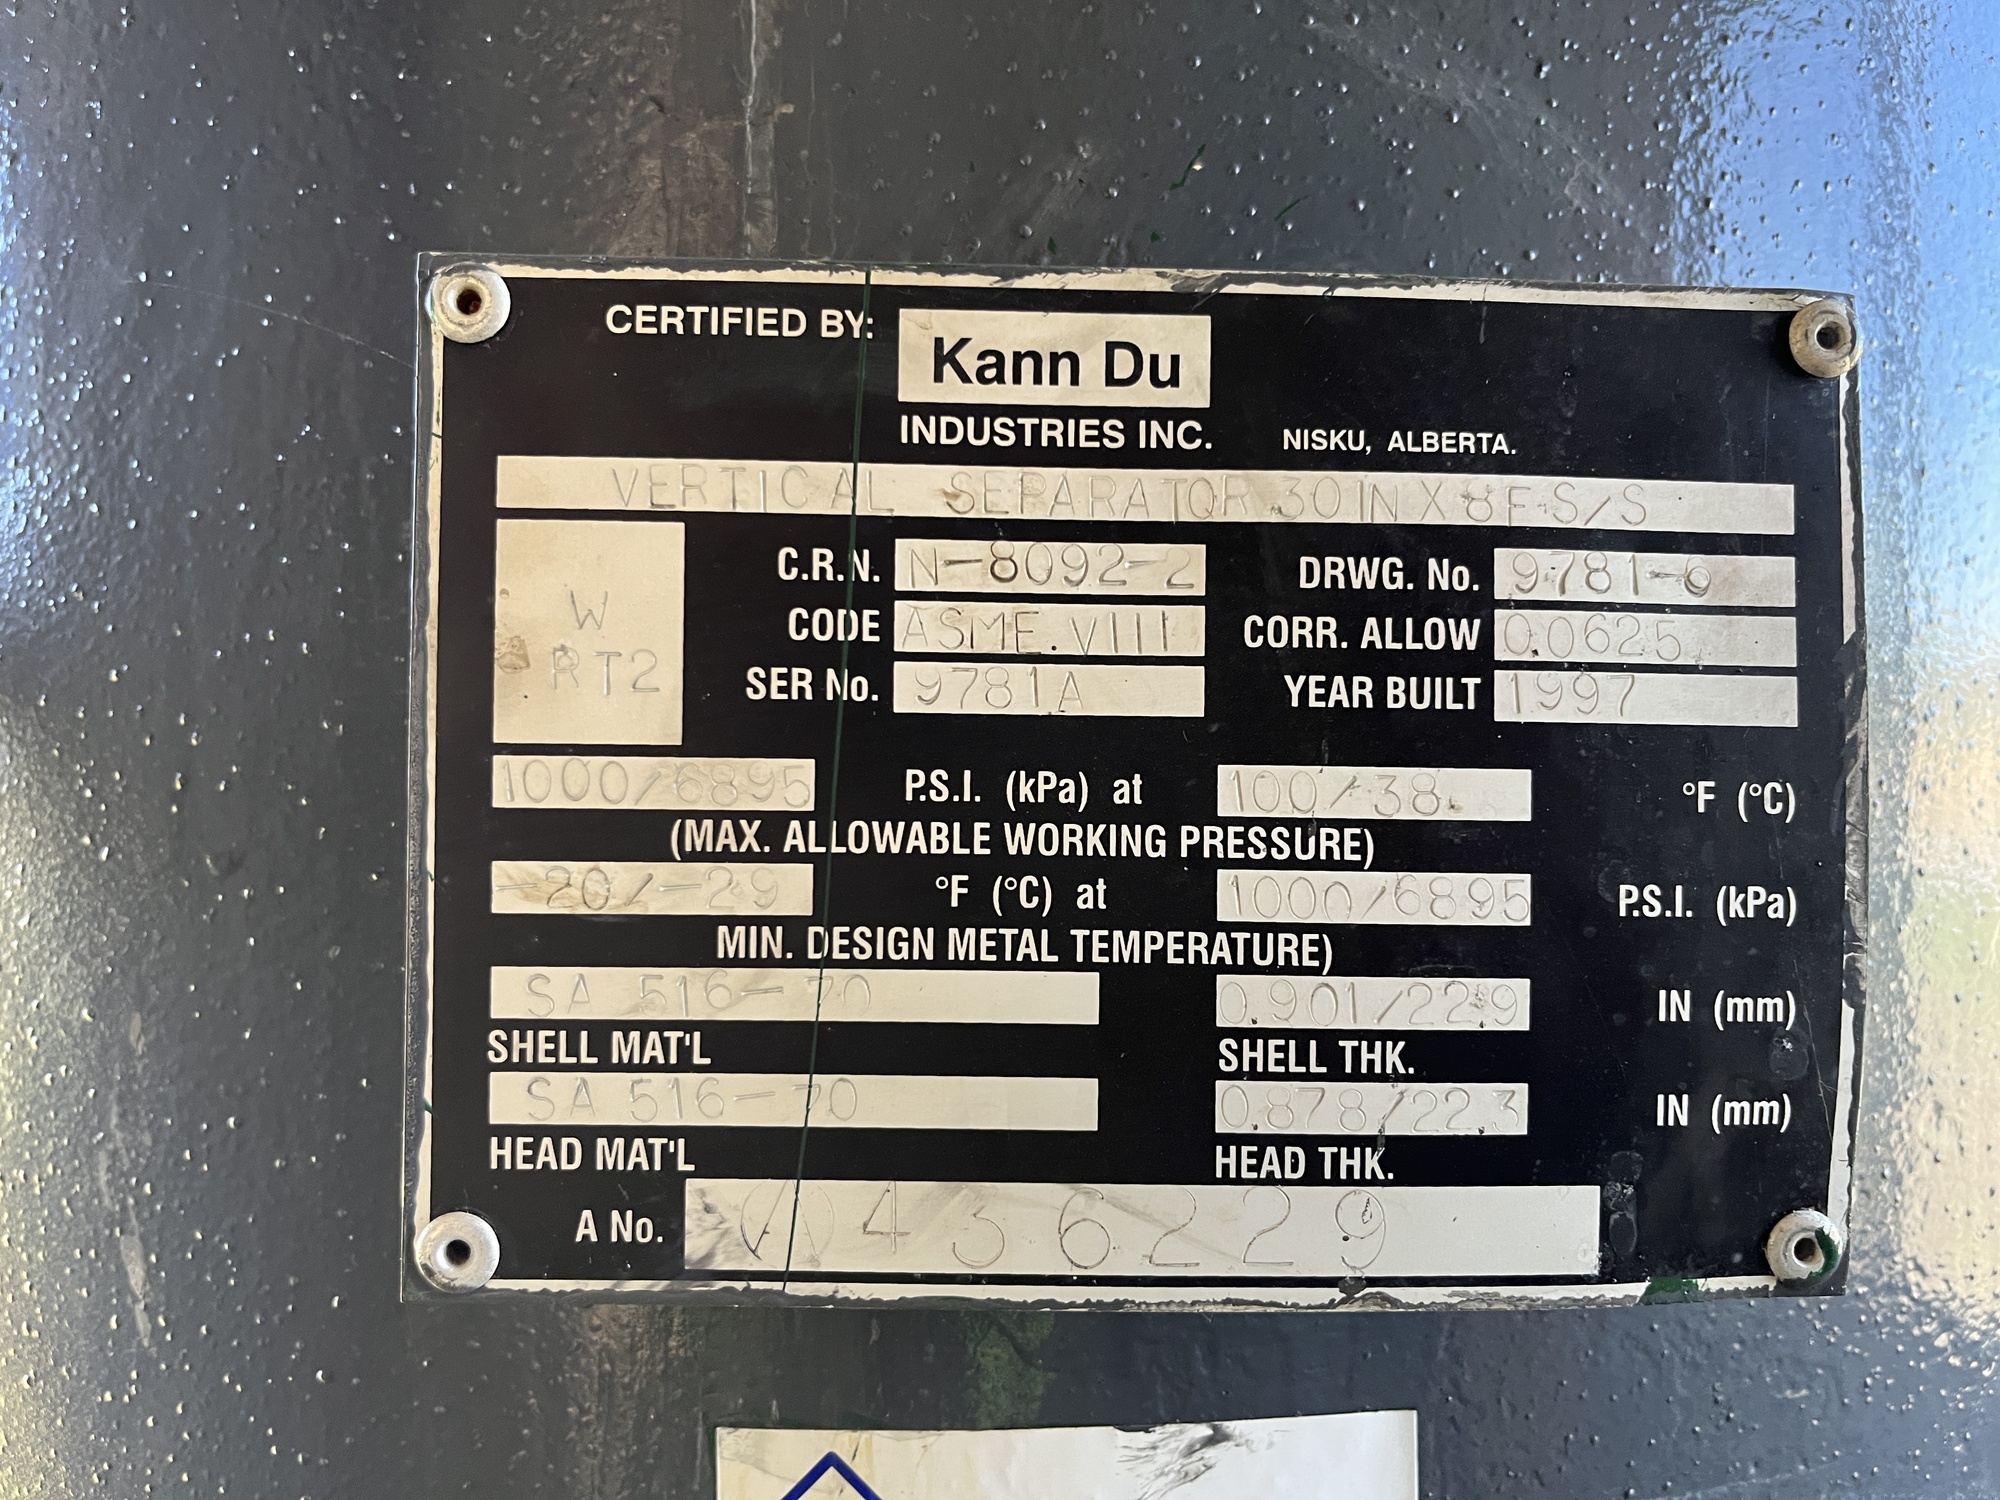 CERTIFIED BY: Kann Du
INDUSTRIES INC. NISKU, ALBERTA.
VERTICAL SEPARATOR 30 IN X 8F S/S
W
RT2
C.R.N. N-8092-2 DRWG. No. 9781-6
CODE ASME.VIII CORR. ALLOW 0.0625
SER No. 9781A YEAR BUILT 1997
1000/6895 P.S.I. (kPa) at 100/38 °F (°C)
(MAX. ALLOWABLE WORKING PRESSURE)
-20/-29 °F (°C) at 1000/6895 P.S.I. (kPa)
MIN. DESIGN METAL TEMPERATURE)
SA 516-70 0.901/22.9 IN (mm)
SHELL MAT'L SHELL THK.
SA 516-70 0.878/22.3 IN (mm)
HEAD MAT'L HEAD THK.
A No. A436229